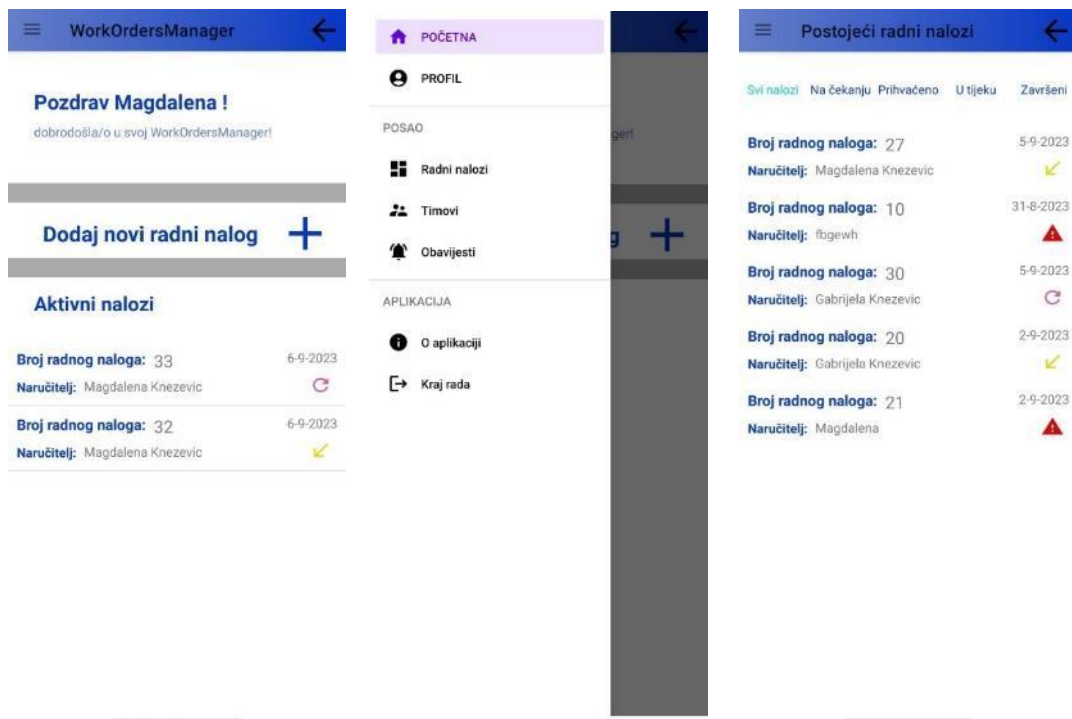 WorkOrdersManager
Pozdrav Magdalena !
dobrodošla/o u svoj WorkOrdersManager!
Dodaj novi radni nalog
Aktivni nalozi
Broj radnog naloga: 33 6-9-2023
Naručitelj: Magdalena Knezevic
Broj radnog naloga: 32 6-9-2023
Naručitelj: Magdalena Knezevic
POČETNA
PROFIL
POSAO
Radni nalozi
Timovi
Obavijesti
APLIKACIJA
O aplikaciji
Kraj rada
ger!
g
Postojeći radni nalozi
Svi nalozi Na čekanju Prihvaćeno U tijeku Završeni
Broj radnog naloga: 27 5-9-2023
Naručitelj: Magdalena Knezevic
Broj radnog naloga: 10 31-8-2023
Naručitelj: fbgewh
Broj radnog naloga: 30 5-9-2023
Naručitelj: Gabrijela Knezevic
Broj radnog naloga: 20 2-9-2023
Naručitelj: Gabrijela Knezevic
Broj radnog naloga: 21 2-9-2023
Naručitelj: Magdalena